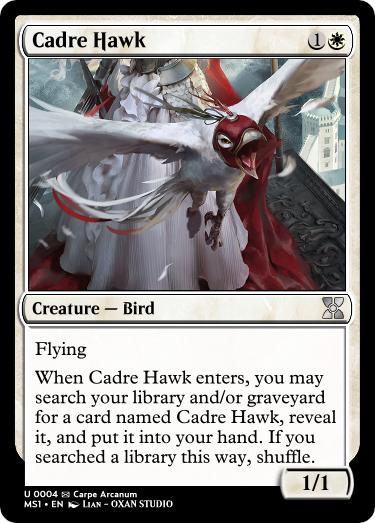 Cadre Hawk 1
Creature — Bird
Flying
When Cadre Hawk enters, you may
search your library and/or graveyard
for a card named Cadre Hawk, reveal
it, and put it into your hand. If you
searched a library this way, shuffle.
1/1
U 0004 Carpe Arcanum
MS1 • EN Lian – OXAN STUDIO